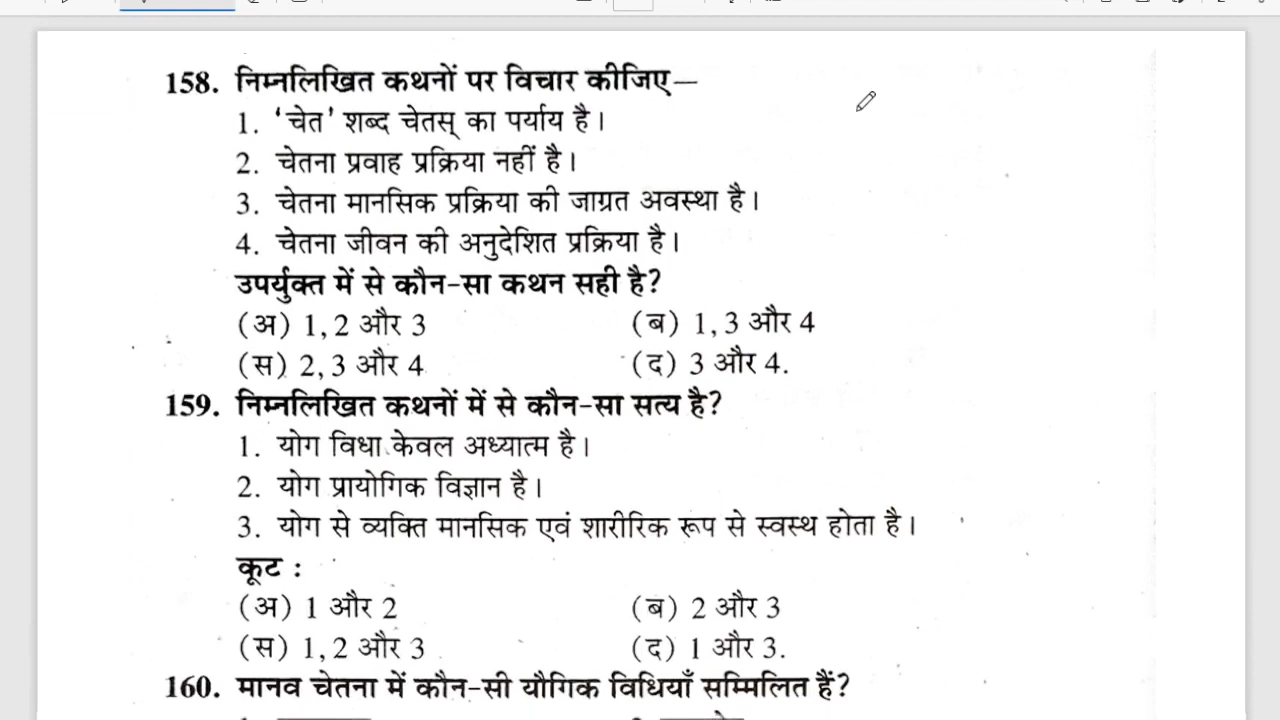 158. निम्नलिखित कथनों पर विचार कीजिए—
1. ‘चेत’ शब्द चेतस् का पर्याय है।
2. चेतना प्रवाह प्रक्रिया नहीं है।
3. चेतना मानसिक प्रक्रिया की जाग्रत अवस्था है।
4. चेतना जीवन की अनुदेशित प्रक्रिया है।
उपर्युक्त में से कौन-सा कथन सही है?
(अ) 1, 2 और 3 (ब) 1, 3 और 4
(स) 2, 3 और 4 (द) 3 और 4.
159. निम्नलिखित कथनों में से कौन-सा सत्य है?
1. योग विधा केवल अध्यात्म है।
2. योग प्रायोगिक विज्ञान है।
3. योग से व्यक्ति मानसिक एवं शारीरिक रूप से स्वस्थ होता है।
कूट :
(अ) 1 और 2 (ब) 2 और 3
(स) 1, 2 और 3 (द) 1 और 3.
160. मानव चेतना में कौन-सी यौगिक विधियाँ सम्मिलित हैं?